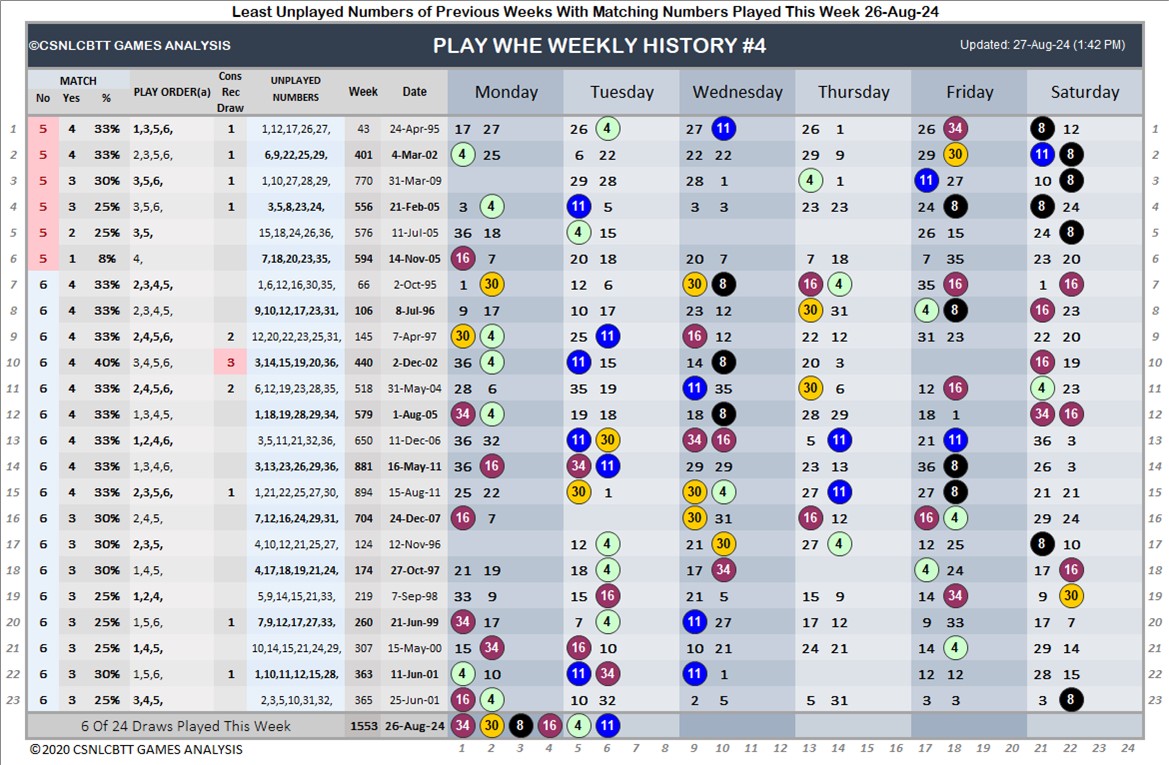 Least Unplayed Numbers of Previous Weeks With Matching Numbers Played This Week 26-Aug-24
©CSNLCBTT GAMES ANALYSIS PLAY WHE WEEKLY HISTORY #4 Updated: 27-Aug-24 (1:42 PM)
MATCH Cons
No Yes % PLAY ORDER(a) Rec UNPLAYED NUMBERS Week Date Monday Tuesday Wednesday Thursday Friday Saturday
Draw
1 5 4 33% 1,3,5,6, 1 1,12,17,26,27, 43 24-Apr-95 17 27 26 4 27 11 26 1 26 34 8 12 1
2 5 4 33% 2,3,5,6, 1 6,9,22,25,29, 401 4-Mar-02 4 25 6 22 22 22 29 9 29 30 11 8 2
3 5 3 30% 3,5,6, 1 1,10,27,28,29, 770 31-Mar-09 29 28 28 1 4 1 11 27 10 8 3
4 5 3 25% 3,5,6, 1 3,5,8,23,24, 556 21-Feb-05 3 4 11 5 3 3 23 23 24 8 8 24 4
5 5 2 25% 3,5, 15,18,24,26,36, 576 11-Jul-05 36 18 4 15 26 15 24 8 5
6 5 1 8% 4, 7,18,20,23,35, 594 14-Nov-05 16 7 20 18 20 7 7 18 7 35 23 20 6
7 6 4 33% 2,3,4,5, 1,6,12,16,30,35, 66 2-Oct-95 1 30 12 6 30 8 16 4 35 16 1 16 7
8 6 4 33% 2,3,4,5, 9,10,12,17,23,31, 106 8-Jul-96 9 17 10 17 23 12 30 31 4 8 16 23 8
9 6 4 33% 2,4,5,6, 2 12,20,22,23,25,31, 145 7-Apr-97 30 4 25 11 16 12 22 12 31 23 22 20 9
10 6 4 40% 3,4,5,6, 3 3,14,15,19,20,36, 440 2-Dec-02 36 4 11 15 14 8 20 3 16 19 10
11 6 4 33% 2,4,5,6, 2 6,12,19,23,28,35, 518 31-May-04 28 6 35 19 11 35 30 6 12 16 4 23 11
12 6 4 33% 1,3,4,5, 1,18,19,28,29,34, 579 1-Aug-05 34 4 19 18 18 8 28 29 18 1 34 16 12
13 6 4 33% 1,2,4,6, 3,5,11,21,32,36, 650 11-Dec-06 36 32 11 30 34 16 5 11 21 11 36 3 13
14 6 4 33% 1,3,4,6, 3,13,23,26,29,36, 881 16-May-11 36 16 34 11 29 29 23 13 36 8 26 3 14
15 6 4 33% 2,3,5,6, 1 1,21,22,25,27,30, 894 15-Aug-11 25 22 30 1 30 4 27 11 27 8 21 21 15
16 6 3 30% 2,4,5, 7,12,16,24,29,31, 704 24-Dec-07 16 7 30 31 16 12 16 4 29 24 16
17 6 3 30% 2,3,5, 4,10,12,21,25,27, 124 12-Nov-96 12 4 21 30 27 4 12 25 8 10 17
18 6 3 30% 1,4,5, 4,17,18,19,21,24, 174 27-Oct-97 21 19 18 4 17 34 4 24 17 16 18
19 6 3 25% 1,2,4, 5,9,14,15,21,33, 219 7-Sep-98 33 9 15 16 21 5 15 9 14 34 9 30 19
20 6 3 25% 1,5,6, 1 7,9,12,17,27,33, 260 21-Jun-99 34 17 7 4 11 27 17 12 9 33 17 7 20
21 6 3 25% 1,4,5, 10,14,15,21,24,29, 307 15-May-00 15 34 16 10 10 21 24 21 14 4 29 14 21
22 6 3 30% 1,5,6, 1 1,10,11,12,15,28, 363 11-Jun-01 4 10 11 34 11 1 12 12 28 15 22
23 6 3 25% 3,4,5, 2,3,5,10,31,32, 365 25-Jun-01 16 4 10 32 2 5 5 31 3 3 3 8 23
6 Of 24 Draws Played This Week 1553 26-Aug-24 34 30 8 16 4 11
©2020 CSNLCBTT GAMES ANALYSIS 1 2 3 4 5 6 7 8 9 10 11 12 13 14 15 16 17 18 19 20 21 22 23 24